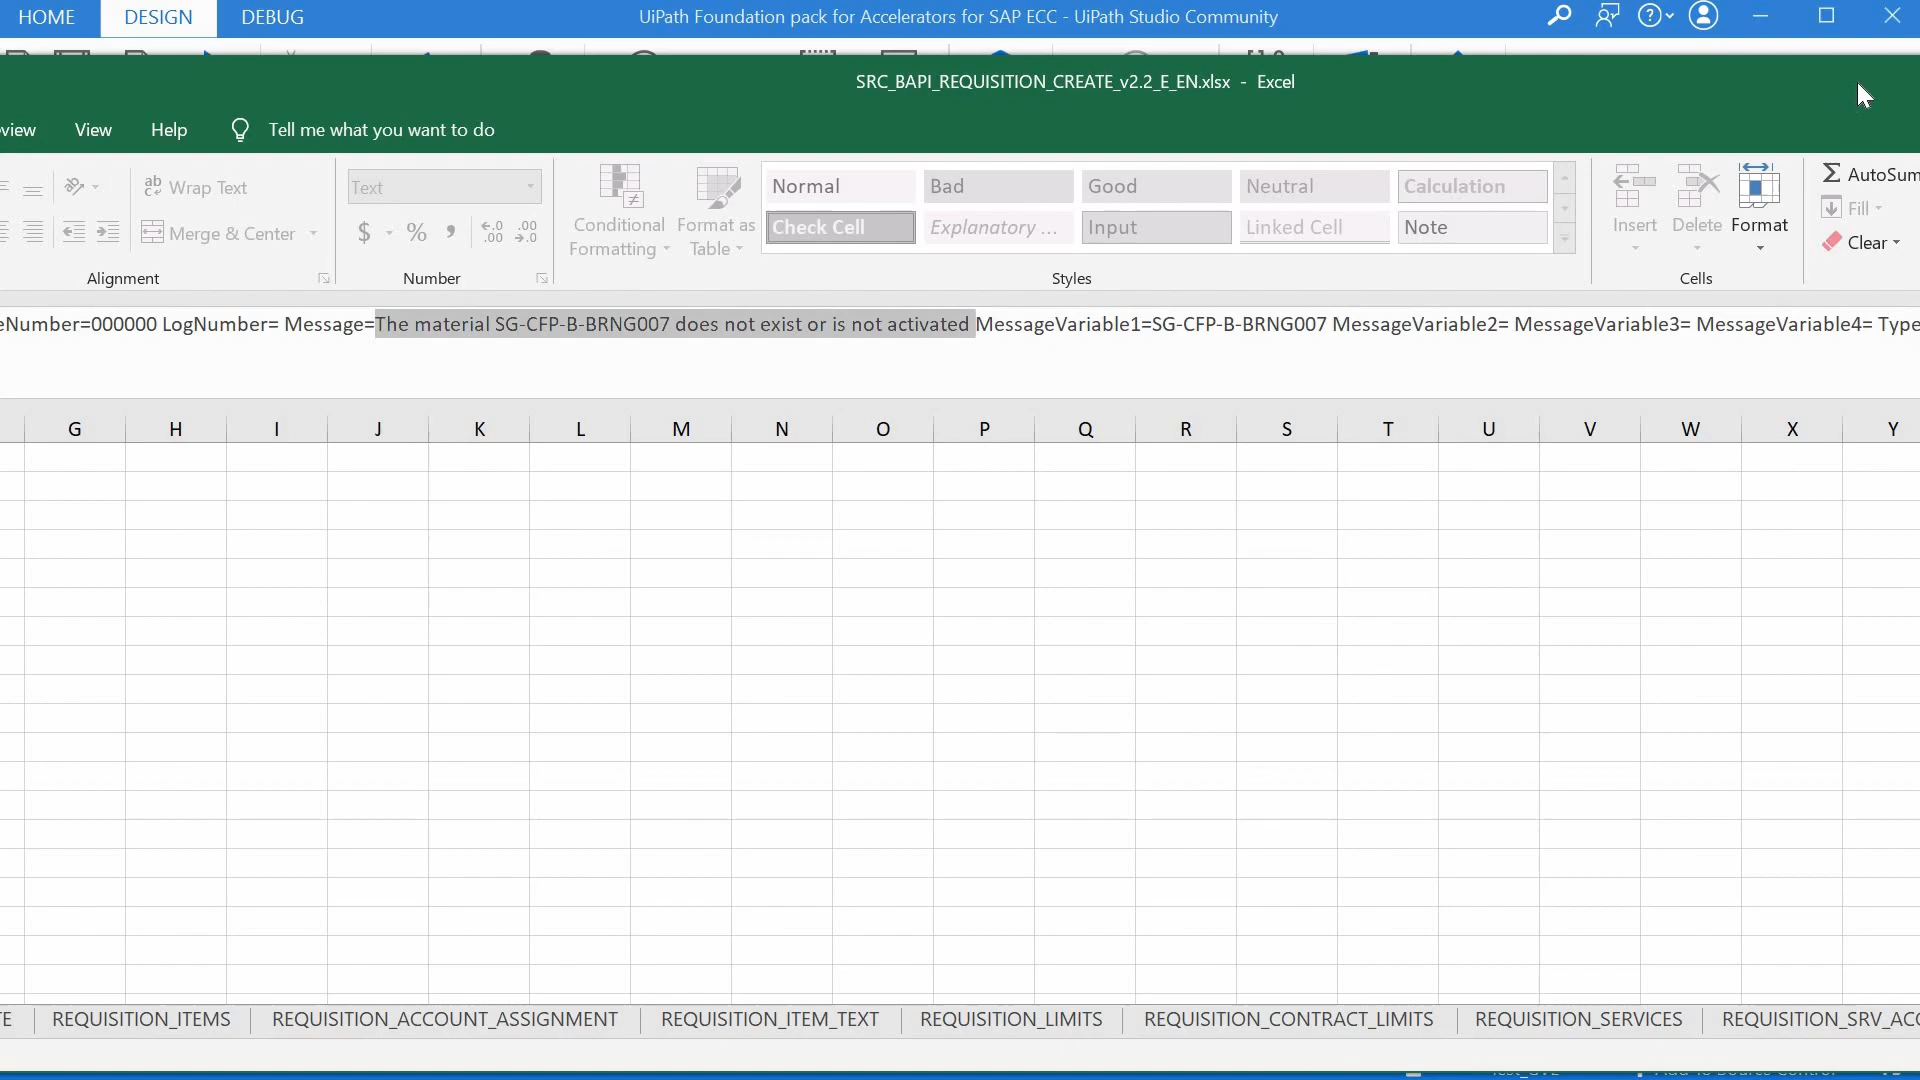 HOME DESIGN DEBUG UiPath Foundation pack for Accelerators for SAP ECC - UiPath Studio Community
SRC_BAPI_REQUISITION_CREATE_v2.2_E_EN.xlsx - Excel
view View Help Tell me what you want to do
Wrap Text Text Normal Bad Good Neutral Calculation AutoSum
Conditional Format as Insert Delete Format Fill
Merge & Center $ % Check Cell Explanatory ... Input Linked Cell Note
Formatting Table Clear
Alignment Number Styles Cells
eNumber=000000 LogNumber= Message=The material SG-CFP-B-BRNG007 does not exist or is not activated MessageVariable1=SG-CFP-B-BRNG007 MessageVariable2= MessageVariable3= MessageVariable4= Type
G H I J K L M N O P Q R S T U V W X Y
TE REQUISITION_ITEMS REQUISITION_ACCOUNT_ASSIGNMENT REQUISITION_ITEM_TEXT REQUISITION_LIMITS REQUISITION_CONTRACT_LIMITS REQUISITION_SERVICES REQUISITION_SRV_ACC